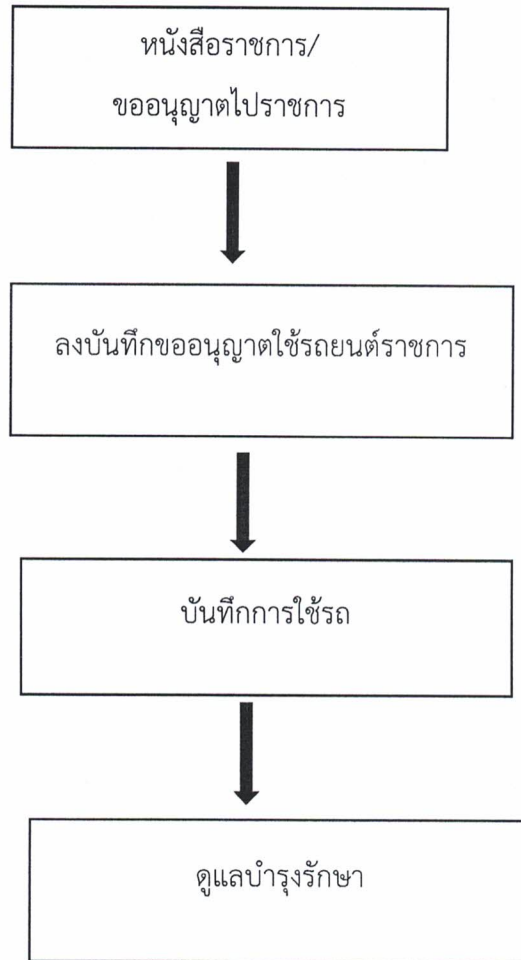 หนังสือราชการ/
ขออนุญาตไปราชการ
ลงบันทึกขออนุญาตใช้รถยนต์ราชการ
บันทึกการใช้รถ
ดูแลบำรุงรักษา